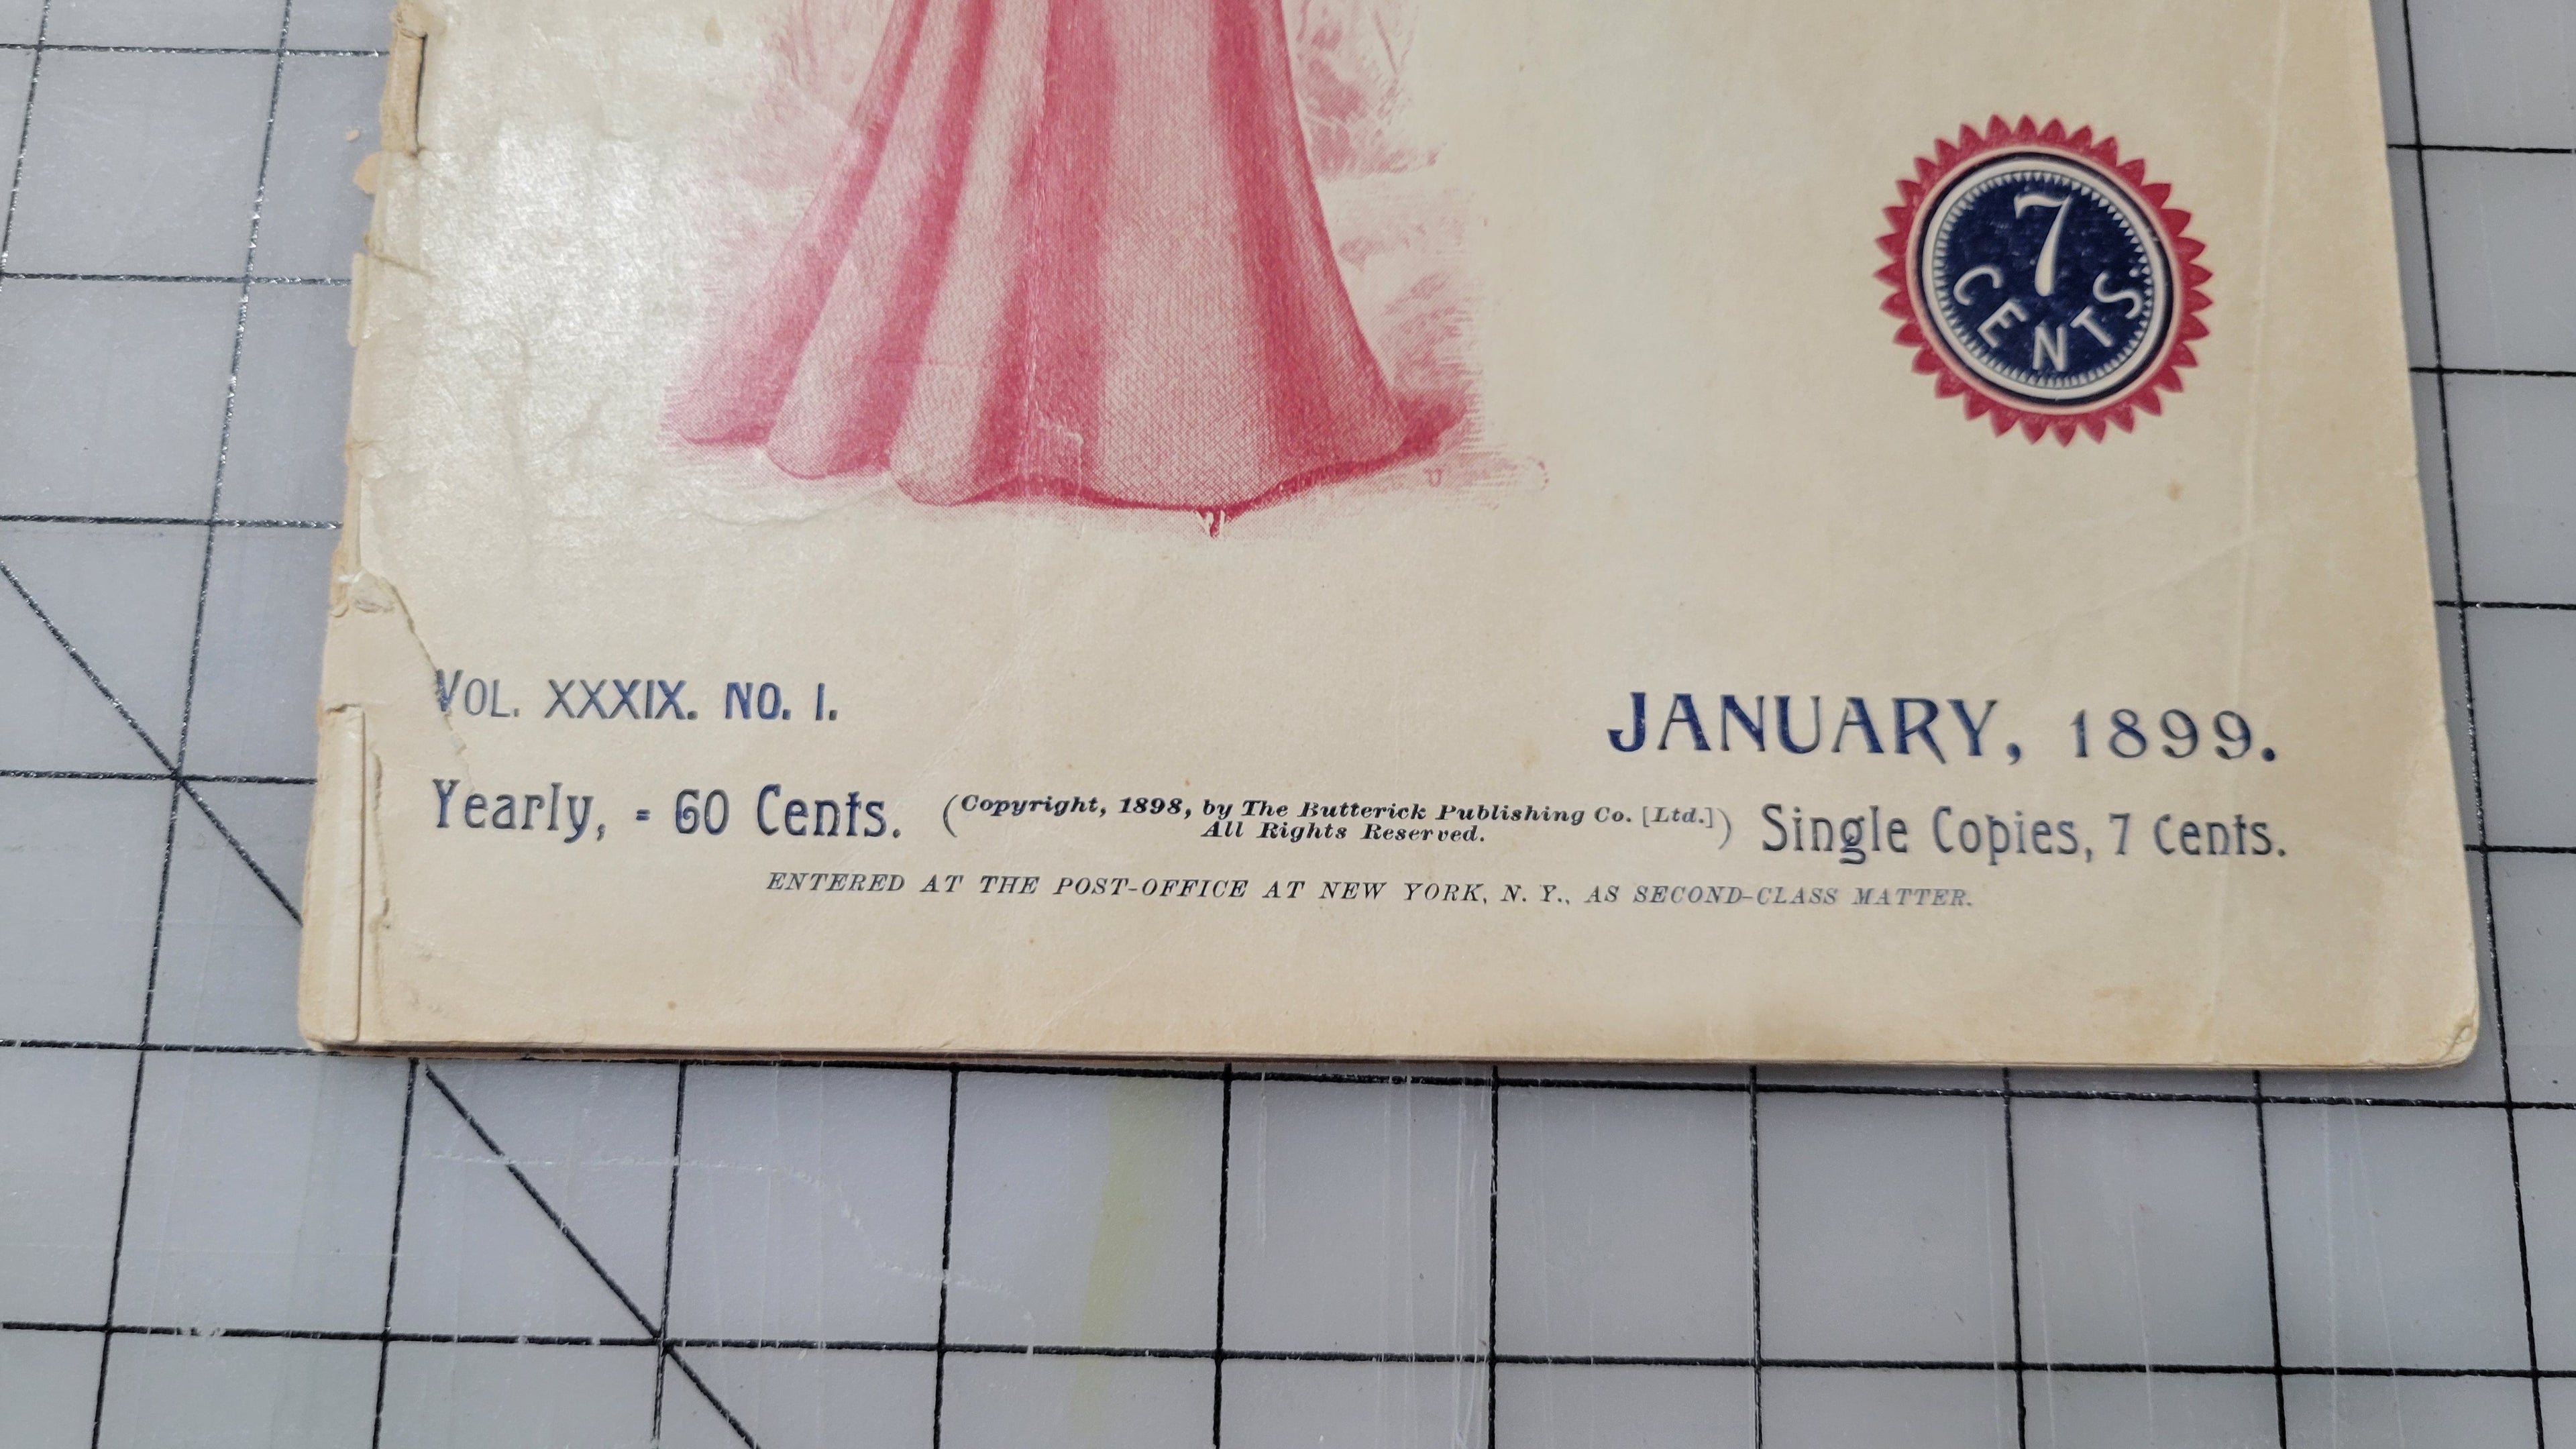 7
CENTS
VOL. XXXIX. NO. 1.
JANUARY, 1899.
Yearly, = 60 Cents.
(Copyright, 1898, by The Butterick Publishing Co. [Ltd.])
All Rights Reserved.
Single Copies, 7 Cents.
ENTERED AT THE POST-OFFICE AT NEW YORK, N. Y., AS SECOND-CLASS MATTER.